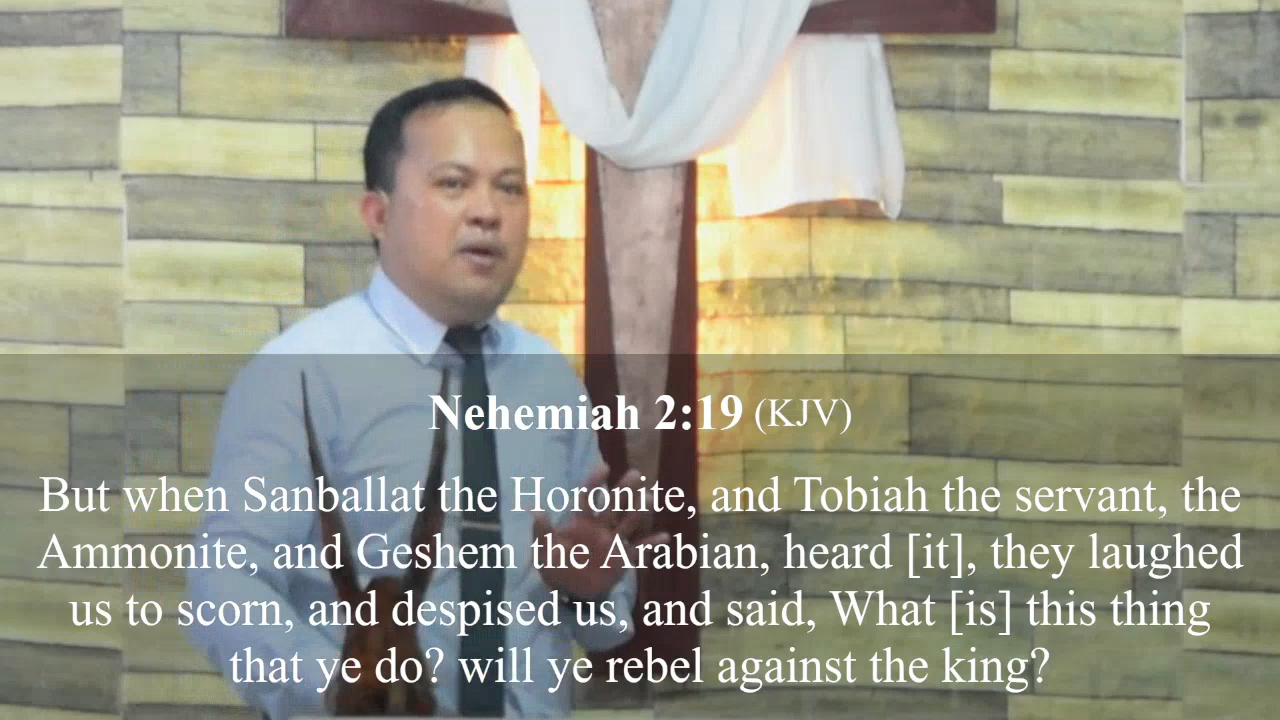 Nehemiah 2:19 (KJV)
But when Sanballat the Horonite, and Tobiah the servant, the
Ammonite, and Geshem the Arabian, heard [it], they laughed
us to scorn, and despised us, and said, What [is] this thing
that ye do? will ye rebel against the king?